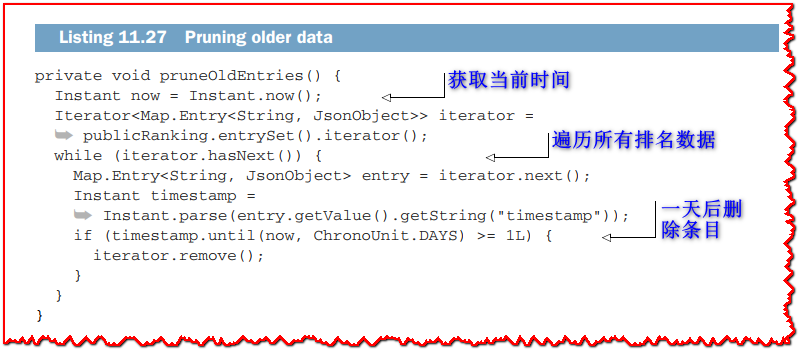 Listing 11.27 Pruning older data
private void pruneOldEntries() {
获取当前时间
Instant now = Instant.now();
Iterator<Map.Entry<String, JsonObject>> iterator =
➥ publicRanking.entrySet().iterator();
遍历所有排名数据
while (iterator.hasNext()) {
Map.Entry<String, JsonObject> entry = iterator.next();
Instant timestamp =
➥ Instant.parse(entry.getValue().getString("timestamp"));
一天后删
除条目
if (timestamp.until(now, ChronoUnit.DAYS) >= 1L) {
iterator.remove();
}
}
}